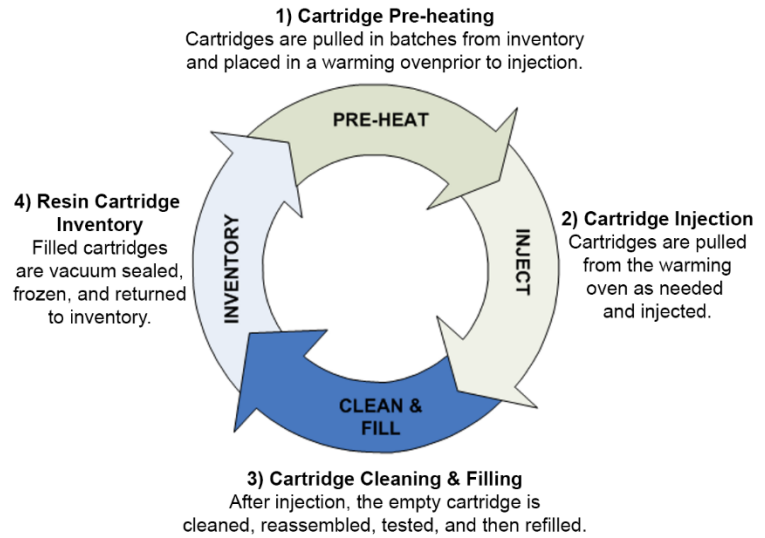 1) Cartridge Pre-heating
Cartridges are pulled in batches from inventory
and placed in a warming ovenprior to injection.
PRE-HEAT
4) Resin Cartridge
Inventory
Filled cartridges
are vacuum sealed,
frozen, and returned
to inventory.
INVENTORY
INJECT
2) Cartridge Injection
Cartridges are pulled
from the warming
oven as needed
and injected.
CLEAN &
FILL
3) Cartridge Cleaning & Filling
After injection, the empty cartridge is
cleaned, reassembled, tested, and then refilled.